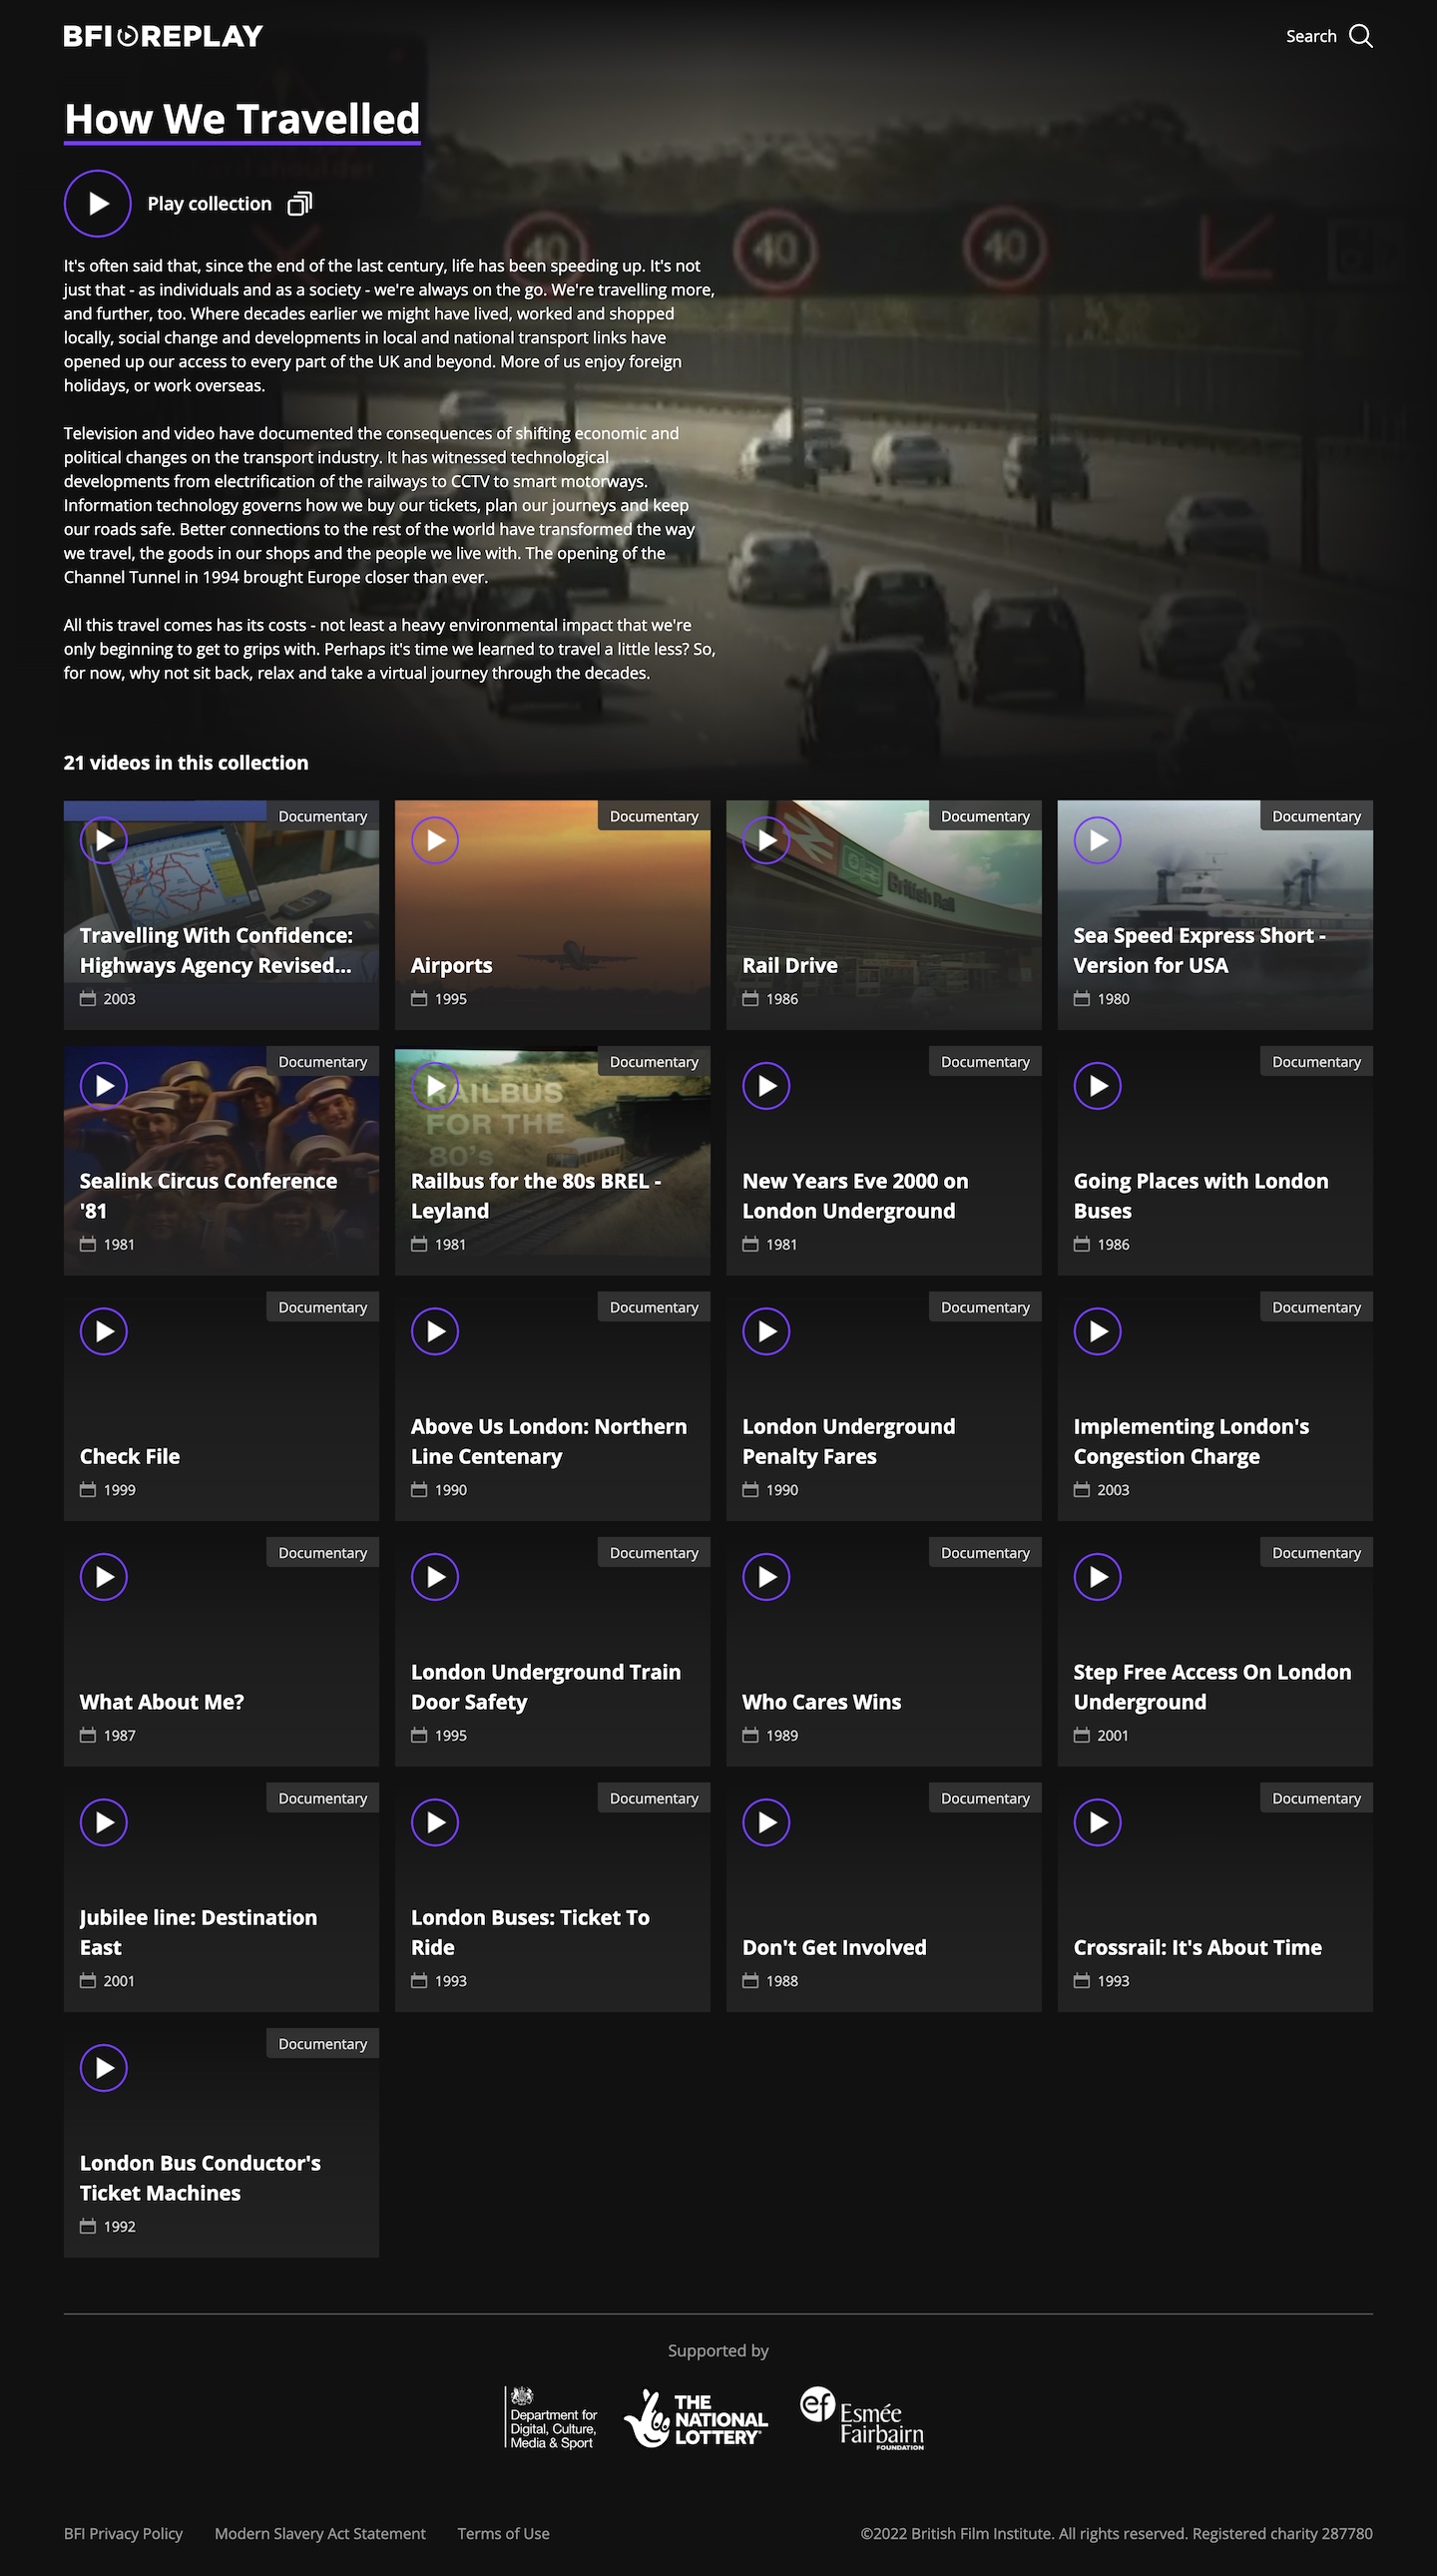 BFI REPLAY
Search
How We Travelled
Play collection
40 40 40
It's often said that, since the end of the last century, life has been speeding up. It's not
just that - as individuals and as a society - we're always on the go. We're travelling more,
and further, too. Where decades earlier we might have lived, worked and shopped
locally, social change and developments in local and national transport links have
opened up our access to every part of the UK and beyond. More of us enjoy foreign
holidays, or work overseas.
Television and video have documented the consequences of shifting economic and
political changes on the transport industry. It has witnessed technological
developments from electrification of the railways to CCTV to smart motorways.
Information technology governs how we buy our tickets, plan our journeys and keep
our roads safe. Better connections to the rest of the world have transformed the way
we travel, the goods in our shops and the people we live with. The opening of the
Channel Tunnel in 1994 brought Europe closer than ever.
All this travel comes has its costs - not least a heavy environmental impact that we're
only beginning to get to grips with. Perhaps it's time we learned to travel a little less? So,
for now, why not sit back, relax and take a virtual journey through the decades.
21 videos in this collection
Documentary
Travelling With Confidence:
Highways Agency Revised...
2003
Documentary
Airports
1995
Documentary
British Rail
Rail Drive
1986
Documentary
Sea Speed Express Short -
Version for USA
1980
Documentary
Sealink Circus Conference
'81
1981
Documentary
RAILBUS
FOR THE
80's
Railbus for the 80s BREL -
Leyland
1981
Documentary
New Years Eve 2000 on
London Underground
1981
Documentary
Going Places with London
Buses
1986
Documentary
Check File
1999
Documentary
Above Us London: Northern
Line Centenary
1990
Documentary
London Underground
Penalty Fares
1990
Documentary
Implementing London's
Congestion Charge
2003
Documentary
What About Me?
1987
Documentary
London Underground Train
Door Safety
1995
Documentary
Who Cares Wins
1989
Documentary
Step Free Access On London
Underground
2001
Documentary
Jubilee line: Destination
East
2001
Documentary
London Buses: Ticket To
Ride
1993
Documentary
Don't Get Involved
1988
Documentary
Crossrail: It's About Time
1993
Documentary
London Bus Conductor's
Ticket Machines
1992
Supported by
Department for
Digital, Culture,
Media & Sport
THE
NATIONAL
LOTTERY®
ef
Esmée
Fairbairn
FOUNDATION
BFI Privacy Policy
Modern Slavery Act Statement
Terms of Use
©2022 British Film Institute. All rights reserved. Registered charity 287780